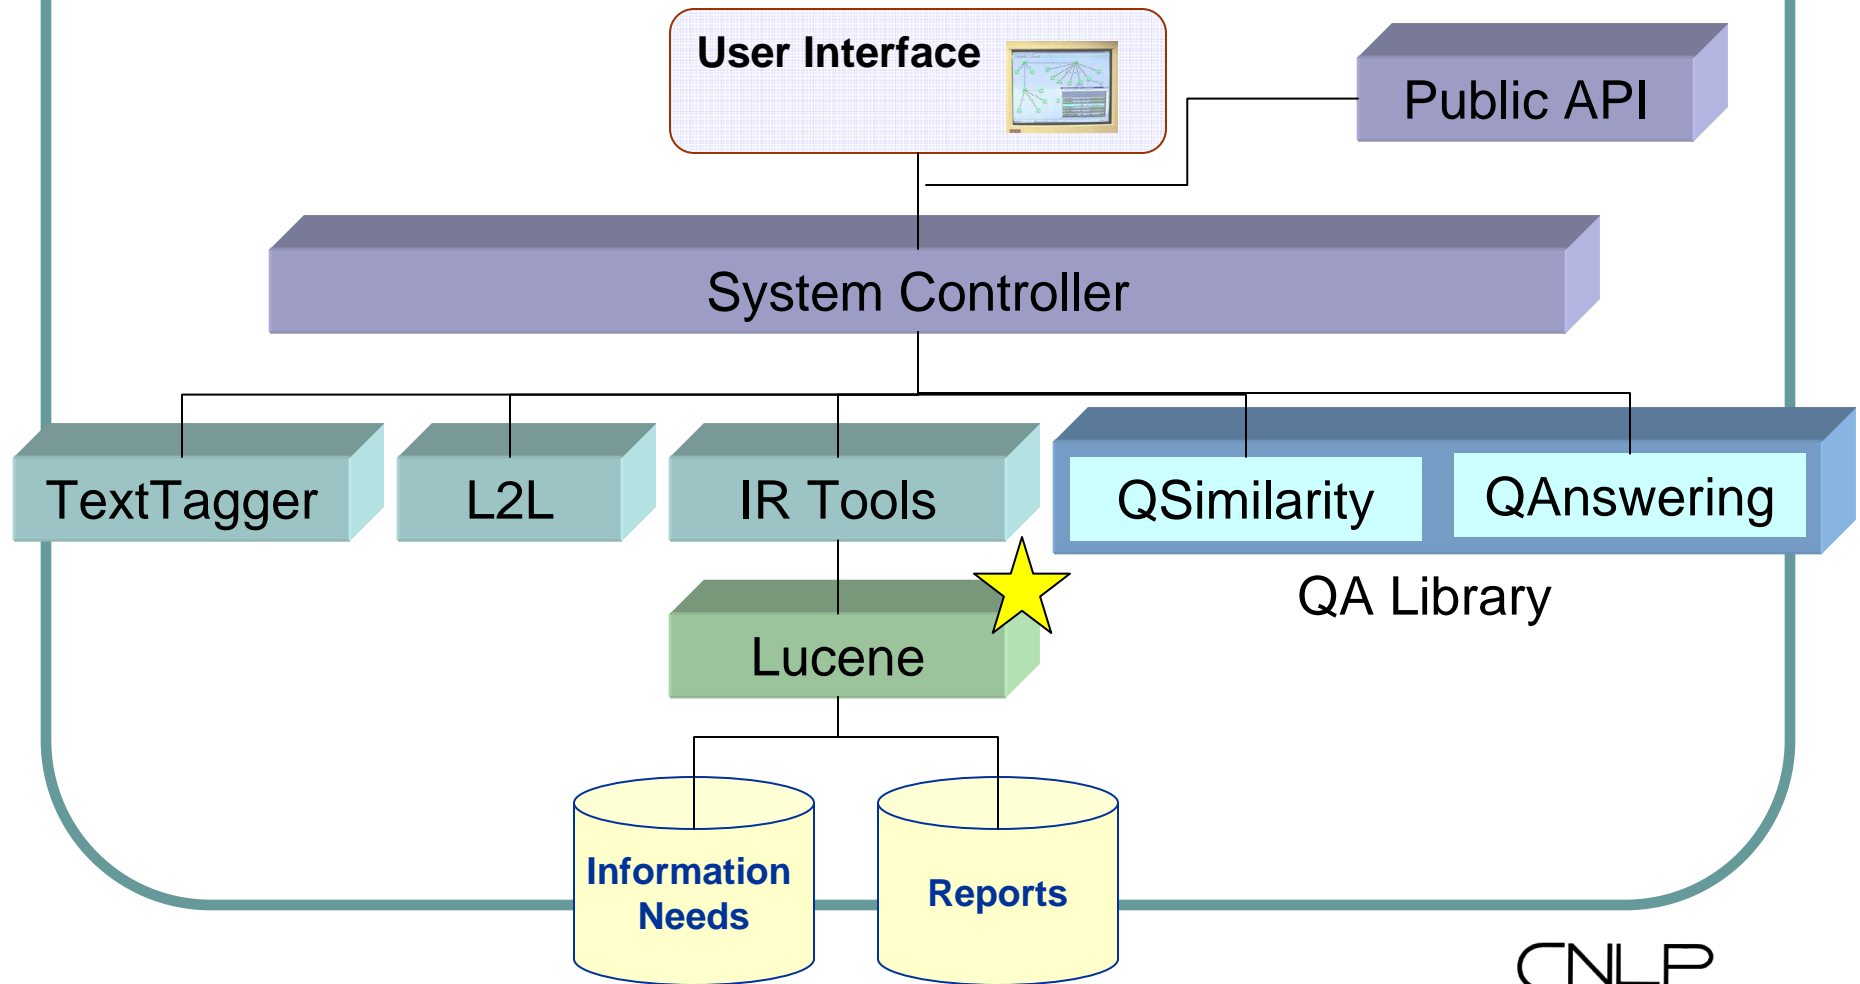 User Interface
Public API
System Controller
TextTagger
L2L
IR Tools
QSimilarity
QAnswering
QA Library
Lucene
Information
Needs
Reports
CNLP